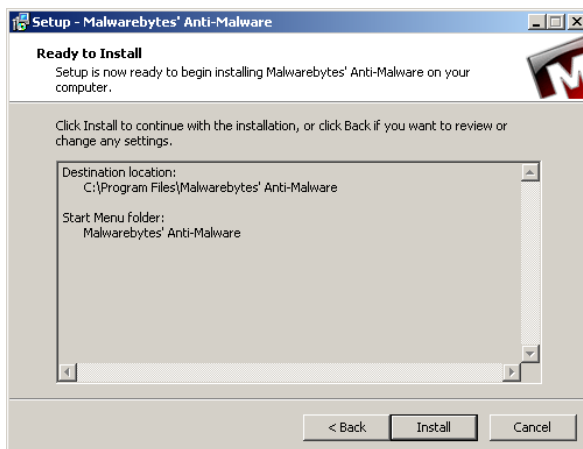 Setup - Malwarebytes' Anti-Malware
Ready to Install
Setup is now ready to begin installing Malwarebytes' Anti-Malware on your
computer.
Click Install to continue with the installation, or click Back if you want to review or
change any settings.
Destination location:
C:\Program Files\Malwarebytes' Anti-Malware
Start Menu folder:
Malwarebytes' Anti-Malware
< Back Install Cancel